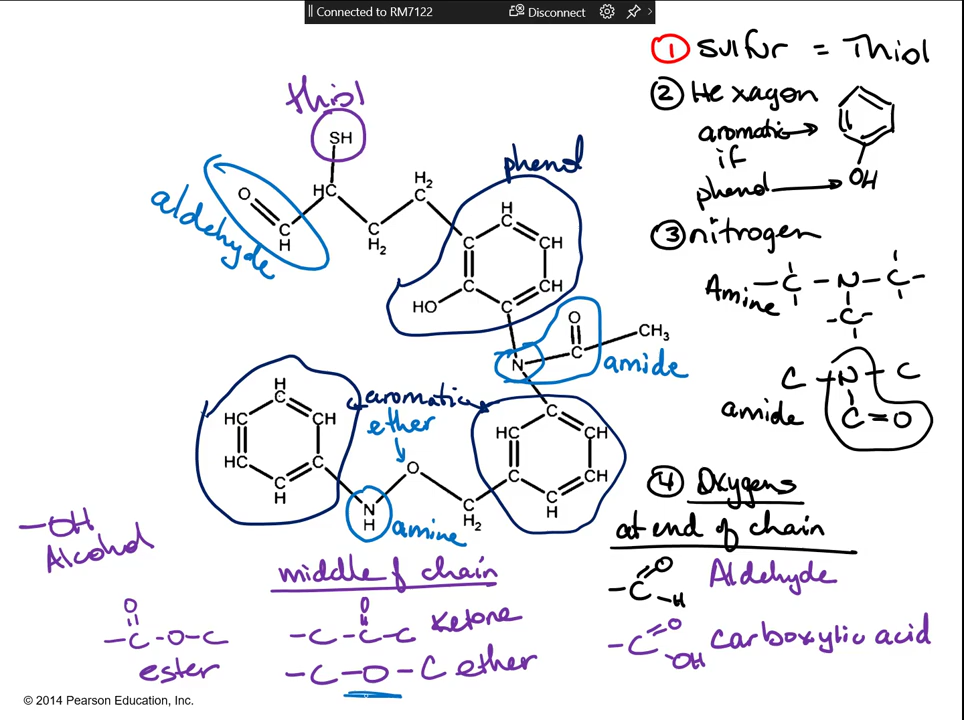 Connected to RM7122 Disconnect
① Sulfur = Thiol
② Hexagon
aromatic
if
phenol
OH
③ nitrogen
Amine
-C-N-C-
-C-
C-N-C
amide
C=O
④ Oxygens
at end of chain
-C=O
-H
Aldehyde
-C=O
-OH
carboxylic acid
thiol
SH
aldehyde
O
HC
H
H2
C
C
H2
phenol
H
C
C
CH
C
CH
HO
C
O
C
CH3
N
amide
aromatic
ether
H
C
HC
CH
HC
C
C
H
O
N
H
amine
C
H2
C
HC
CH
C
CH
C
H
-OH
Alcohol
O
-C-O-C
ester
middle of chain
O
-C-C-C Ketone
-C-O-C ether
© 2014 Pearson Education, Inc.